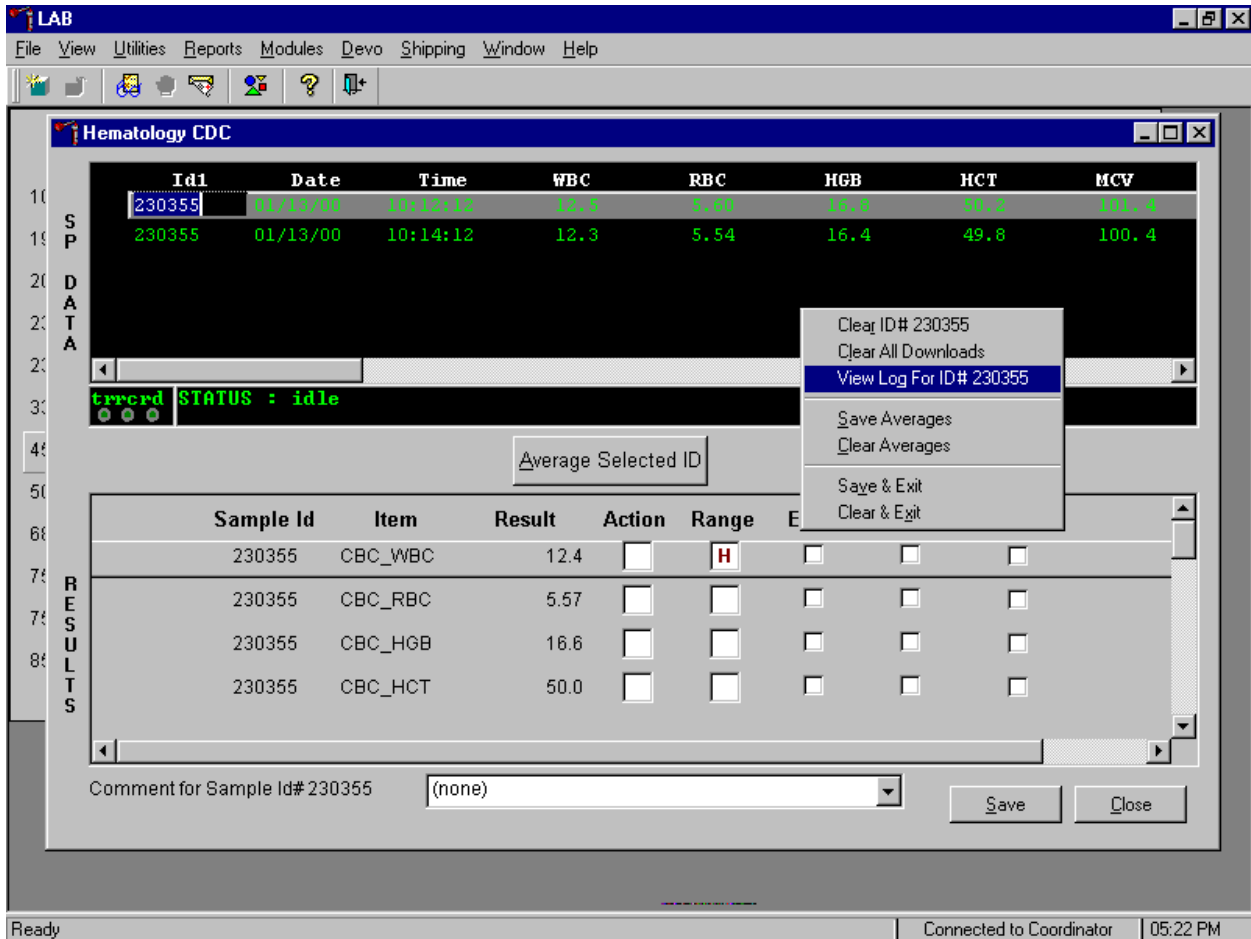 LAB
File View Utilities Reports Modules Devo Shipping Window Help
Hematology CDC
Id1 Date Time WBC RBC HGB HCT MCV
230355 01/13/00 10:12:12 12.5 5.60 16.8 50.2 101.4
230355 01/13/00 10:14:12 12.3 5.54 16.4 49.8 100.4
SP DATA
Clear ID# 230355
Clear All Downloads
View Log For ID# 230355
Save Averages
Clear Averages
Save & Exit
Clear & Exit
trrcrd STATUS : idle
Average Selected ID
Sample Id Item Result Action Range E
230355 CBC_WBC 12.4 H
230355 CBC_RBC 5.57
230355 CBC_HGB 16.6
230355 CBC_HCT 50.0
RESULTS
Comment for Sample Id# 230355 (none)
Save Close
Ready Connected to Coordinator 05:22 PM